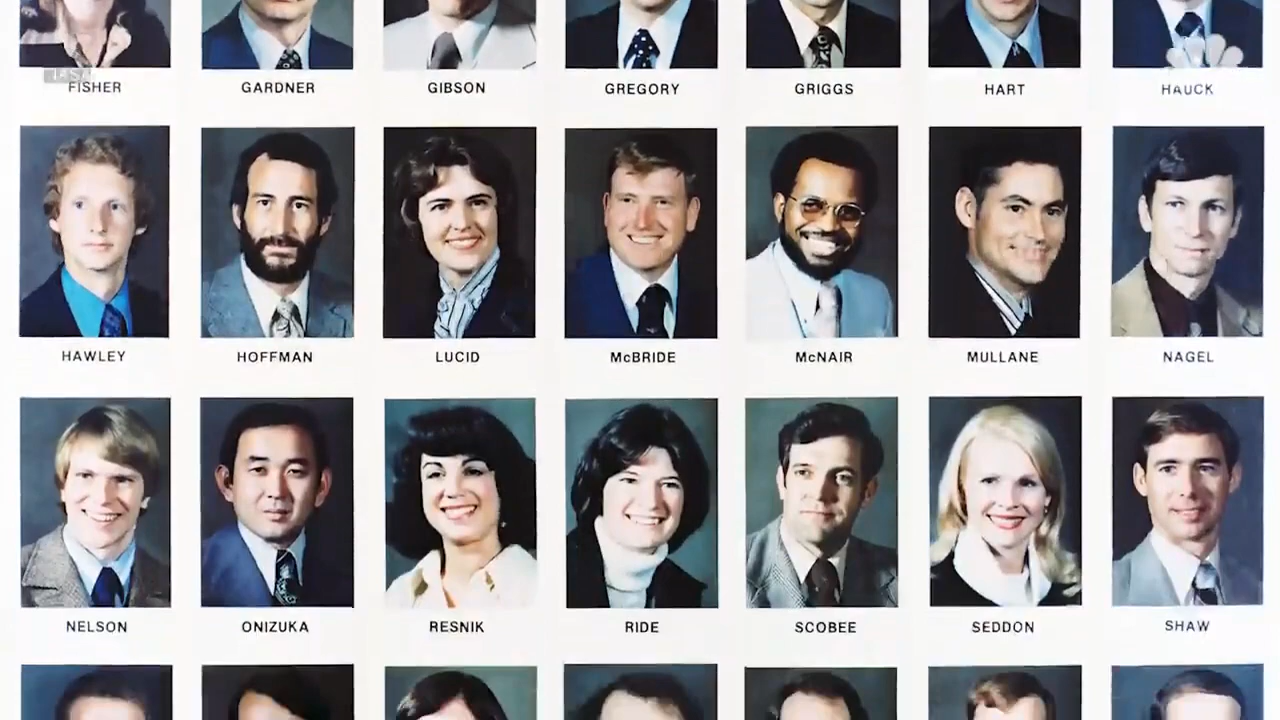 FISHER GARDNER GIBSON GREGORY GRIGGS HART HAUCK
HAWLEY HOFFMAN LUCID McBRIDE McNAIR MULLANE NAGEL
NELSON ONIZUKA RESNIK RIDE SCOBEE SEDDON SHAW